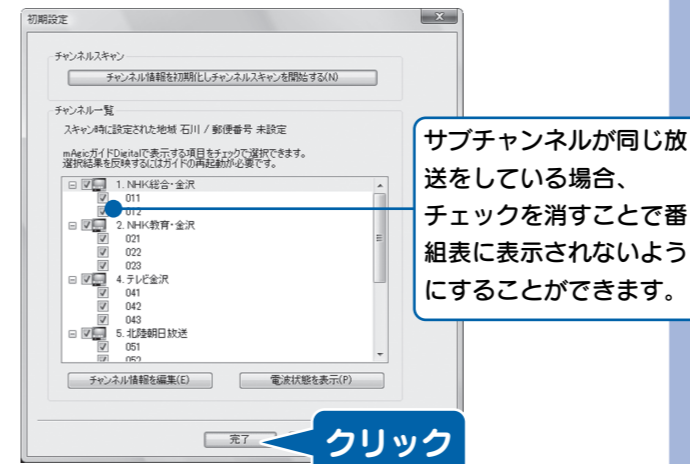 初期設定
チャンネルスキャン
チャンネル情報を初期化しチャンネルスキャンを開始する(N)
チャンネル一覧
スキャン時に設定された地域 石川 / 郵便番号 未設定
mAgicガイドDigitalで表示する項目をチェックで選択できます。
選択結果を反映するにはガイドの再起動が必要です。
1. NHK総合・金沢
011
012
2. NHK教育・金沢
021
022
023
4. テレビ金沢
041
042
043
5. 北陸朝日放送
051
052
チャンネル情報を編集(E)
電波状態を表示(P)
完了
クリック
サブチャンネルが同じ放
送をしている場合、
チェックを消すことで番
組表に表示されないよう
にすることができます。